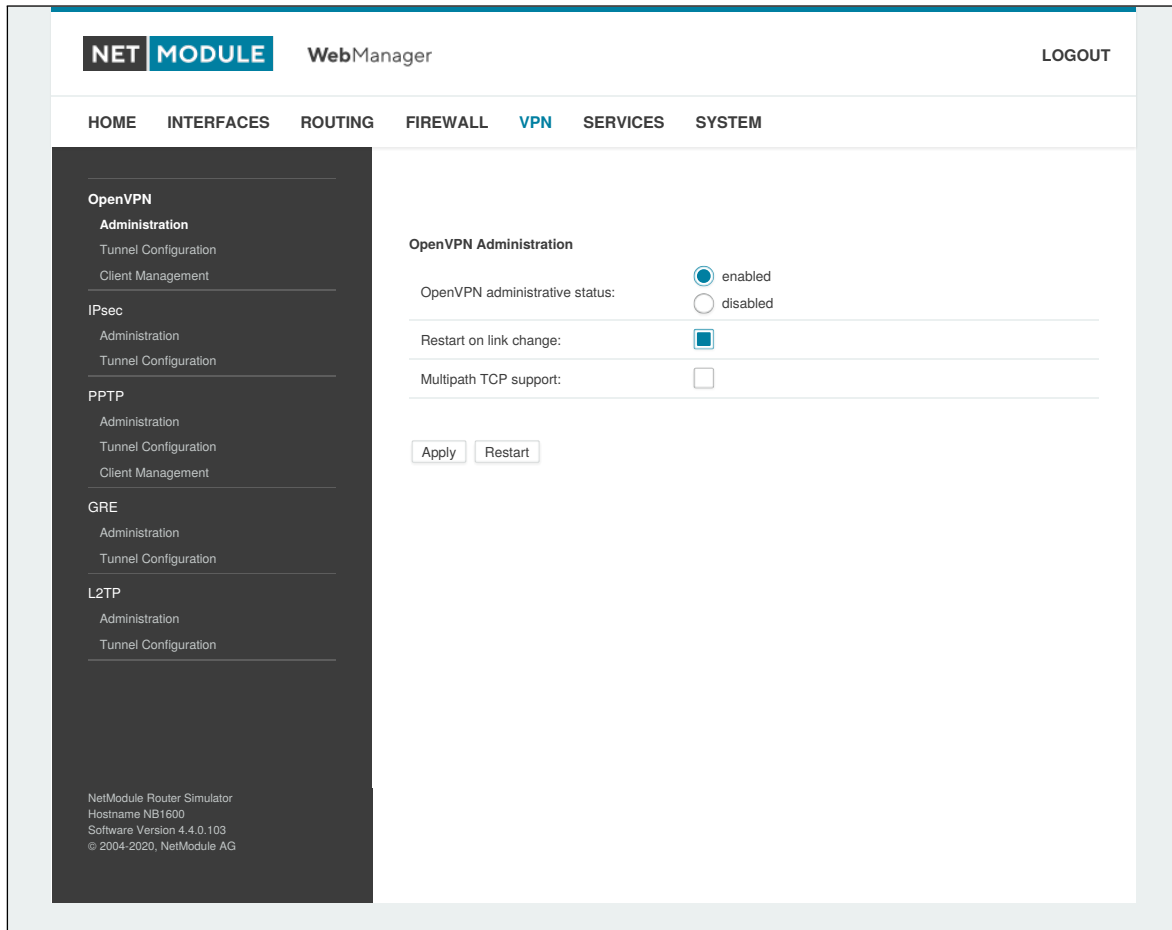 NET MODULE WebManager LOGOUT
HOME INTERFACES ROUTING FIREWALL VPN SERVICES SYSTEM
OpenVPN
Administration
Tunnel Configuration
Client Management
IPsec
Administration
Tunnel Configuration
PPTP
Administration
Tunnel Configuration
Client Management
GRE
Administration
Tunnel Configuration
L2TP
Administration
Tunnel Configuration
NetModule Router Simulator
Hostname NB1600
Software Version 4.4.0.103
© 2004-2020, NetModule AG
OpenVPN Administration
OpenVPN administrative status:
enabled
disabled
Restart on link change:
Multipath TCP support:
Apply Restart